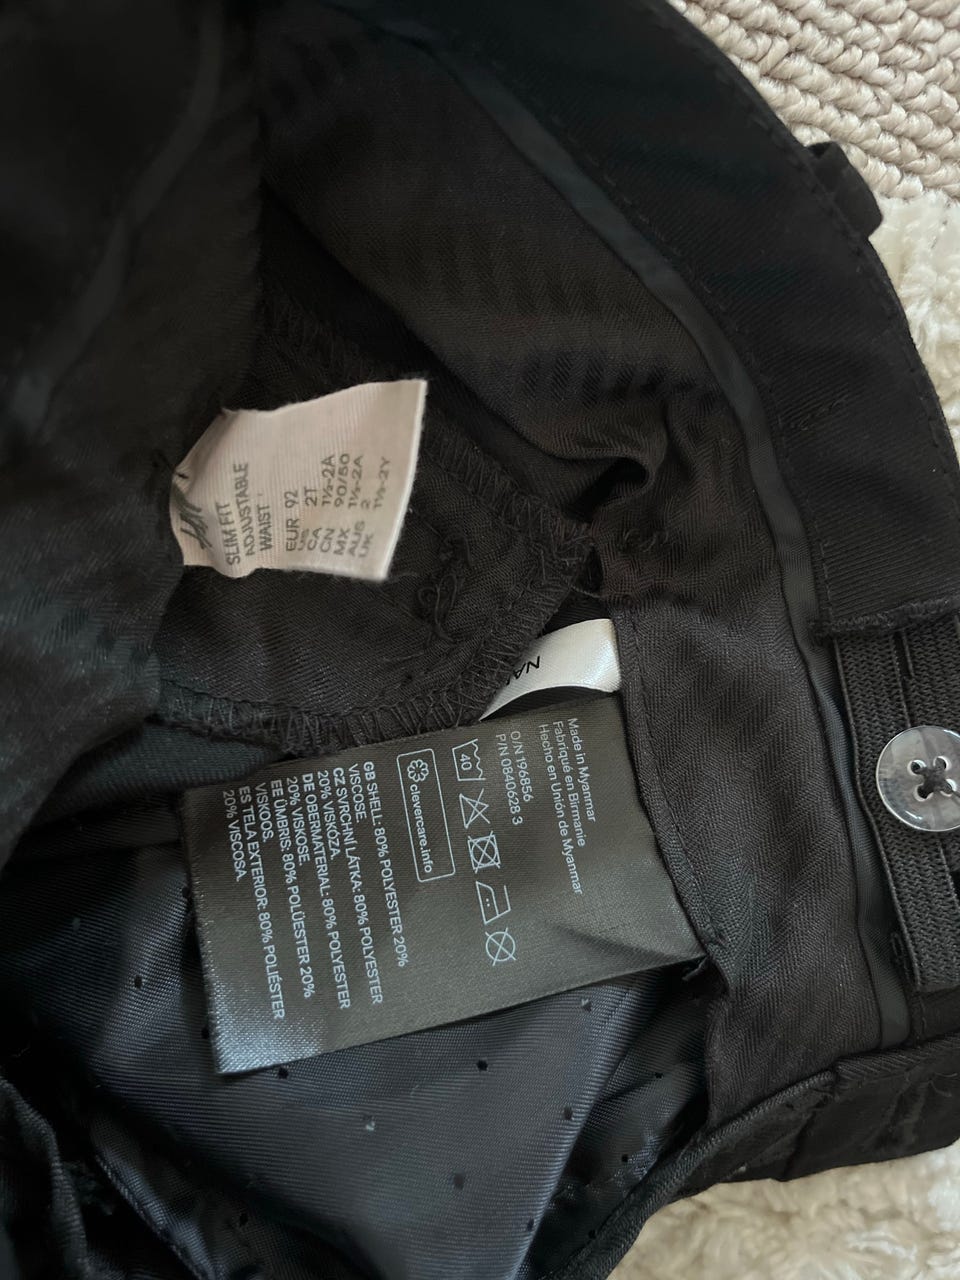 H&M
SLIM FIT
ADJUSTABLE
WAIST
EUR 92
US 2T
CA
CN 1½-2A
MX 90/50
AUS 1½-2A
UK 2
1½-2Y
NA
Made in Myanmar
Fabriqué en Birmanie
Hecho en Unión de Myanmar
O/N 196656
P/N 0840628 3
40
clevercare.info
GB SHELL: 80% POLYESTER 20%
VISCOSE.
CZ SVRCHNÍ LÁTKA: 80% POLYESTER
20% VISKÓZA.
DE OBERMATERIAL: 80% POLYESTER
20% VISKOSE.
EE ÜMBRIS: 80% POLÜESTER 20%
VISKOOS.
ES TELA EXTERIOR: 80% POLIÉSTER
20% VISCOSA.